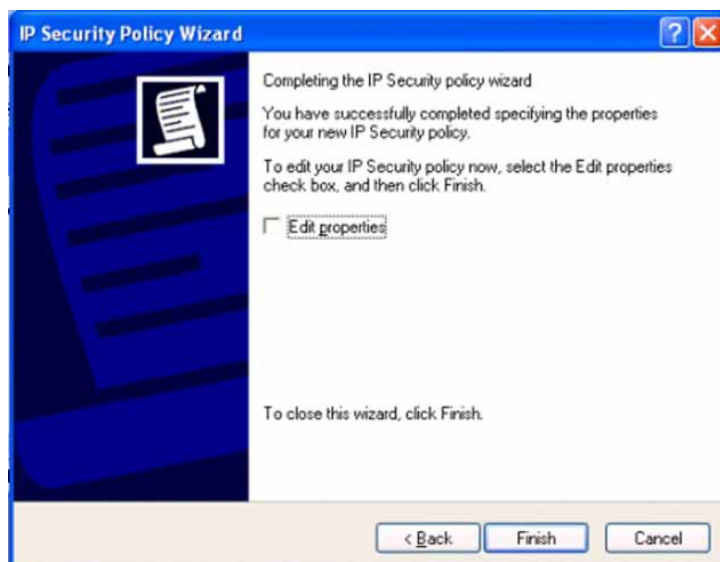 IP Security Policy Wizard
Completing the IP Security policy wizard
You have successfully completed specifying the properties
for your new IP Security policy.
To edit your IP Security policy now, select the Edit properties
check box, and then click Finish.
Edit properties
To close this wizard, click Finish.
< Back Finish Cancel